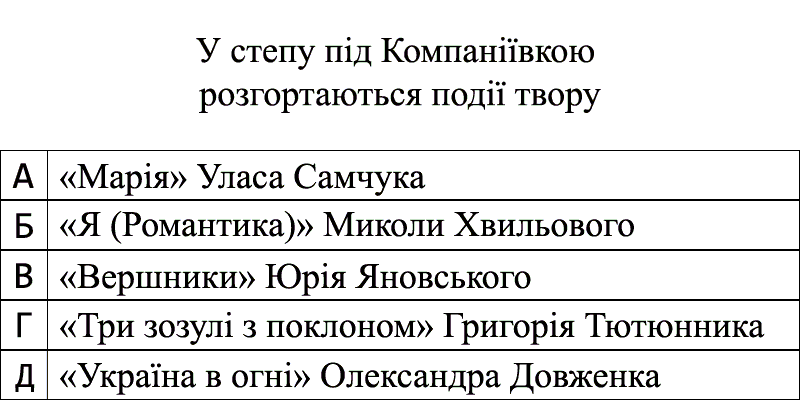 У степу під Компаніївкою
розгортаються події твору
А «Марія» Уласа Самчука
Б «Я (Романтика)» Миколи Хвильового
В «Вершники» Юрія Яновського
Г «Три зозулі з поклоном» Григорія Тютюнника
Д «Україна в огні» Олександра Довженка